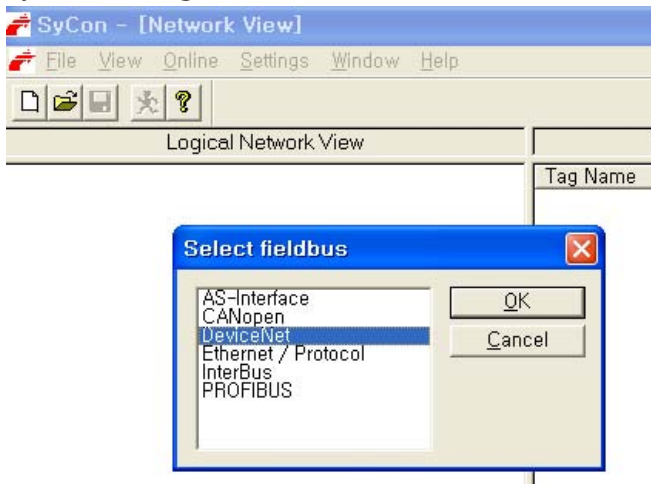 SyCon - [Network View]
File View Online Settings Window Help
Logical Network View
Tag Name
Select fieldbus
AS-Interface
CANopen
DeviceNet
Ethernet / Protocol
InterBus
PROFIBUS
OK
Cancel